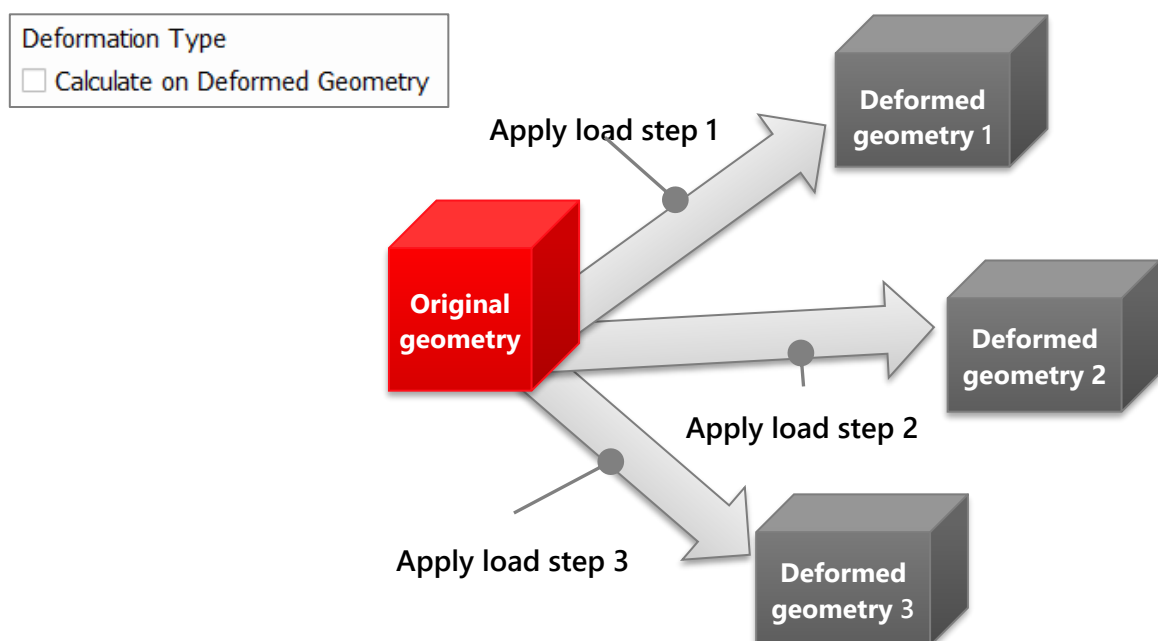 Deformation Type
Calculate on Deformed Geometry
Apply load step 1
Deformed
geometry 1
Original
geometry
Deformed
geometry 2
Apply load step 2
Apply load step 3
Deformed
geometry 3